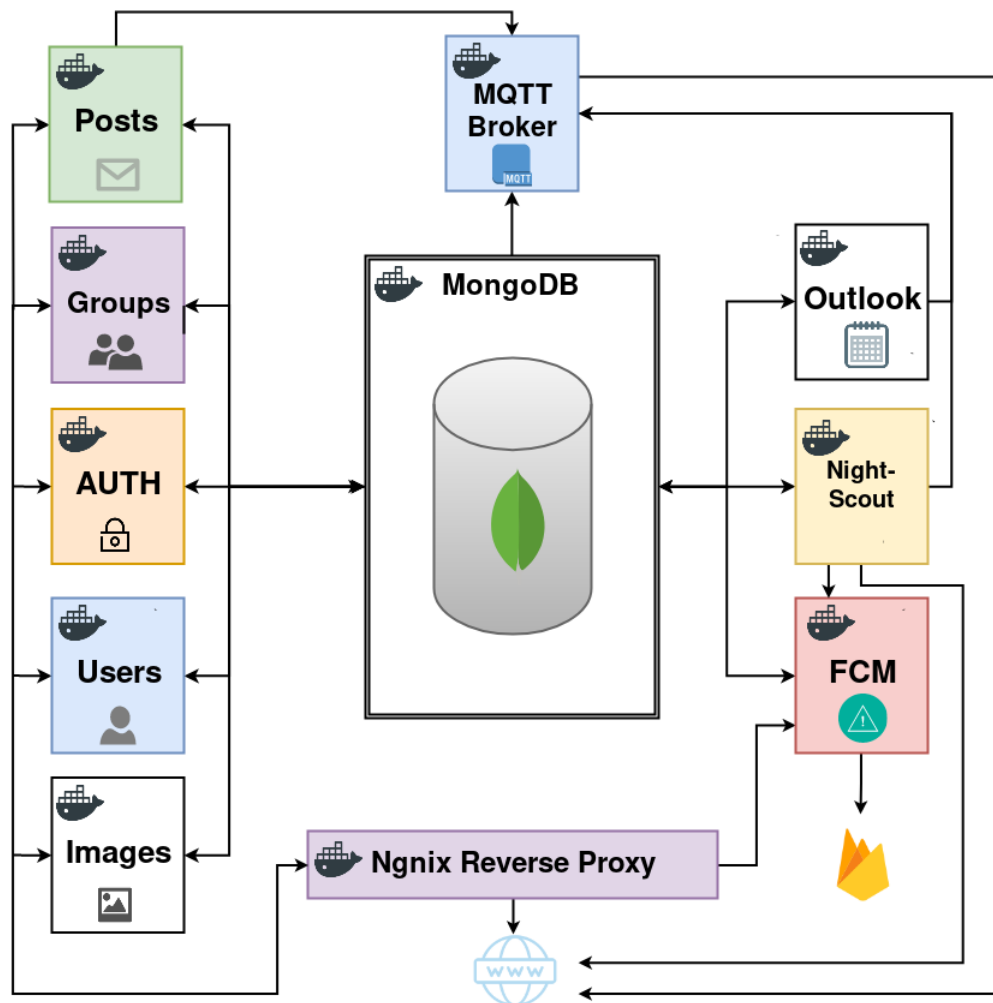 Posts
MQTT
Broker
MQTT
Groups
MongoDB
Outlook
AUTH
Night-
Scout
Users
FCM
!
Images
Ngnix Reverse Proxy
WWW